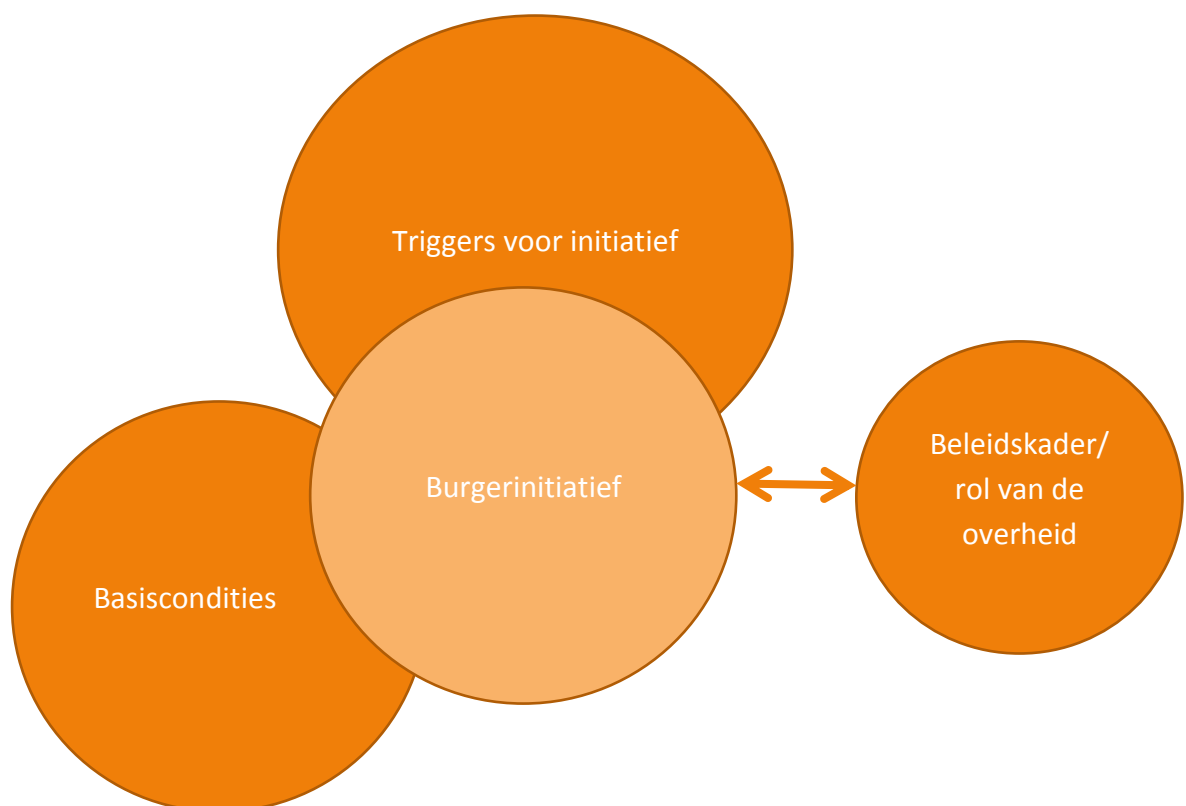 Triggers voor initiatief
Burgerinitiatief
Beleidskader/
rol van de
overheid
Basiscondities